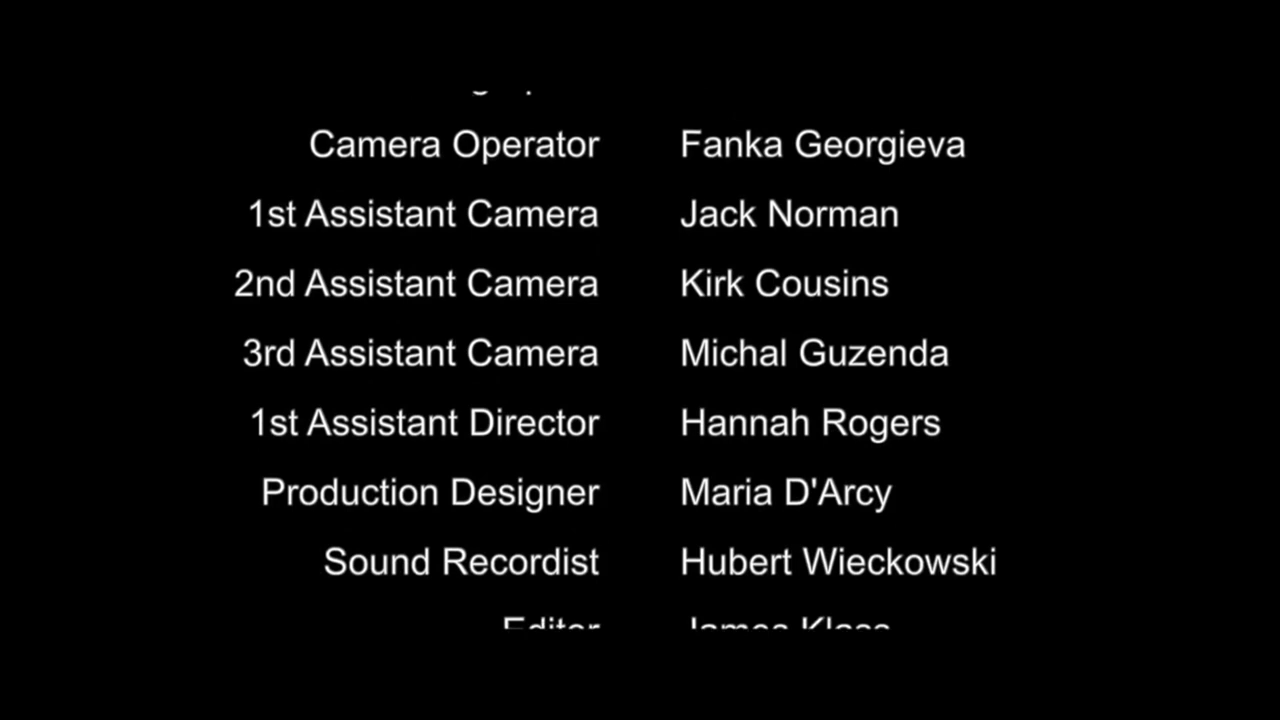 Camera Operator Fanka Georgieva
1st Assistant Camera Jack Norman
2nd Assistant Camera Kirk Cousins
3rd Assistant Camera Michal Guzenda
1st Assistant Director Hannah Rogers
Production Designer Maria D'Arcy
Sound Recordist Hubert Wieckowski
Editor James